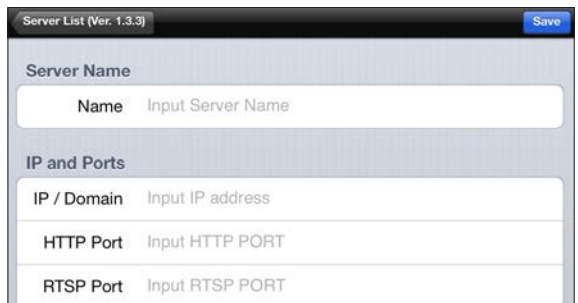 Server List (Ver. 1.3.3) Save
Server Name
Name Input Server Name
IP and Ports
IP / Domain Input IP address
HTTP Port Input HTTP PORT
RTSP Port Input RTSP PORT